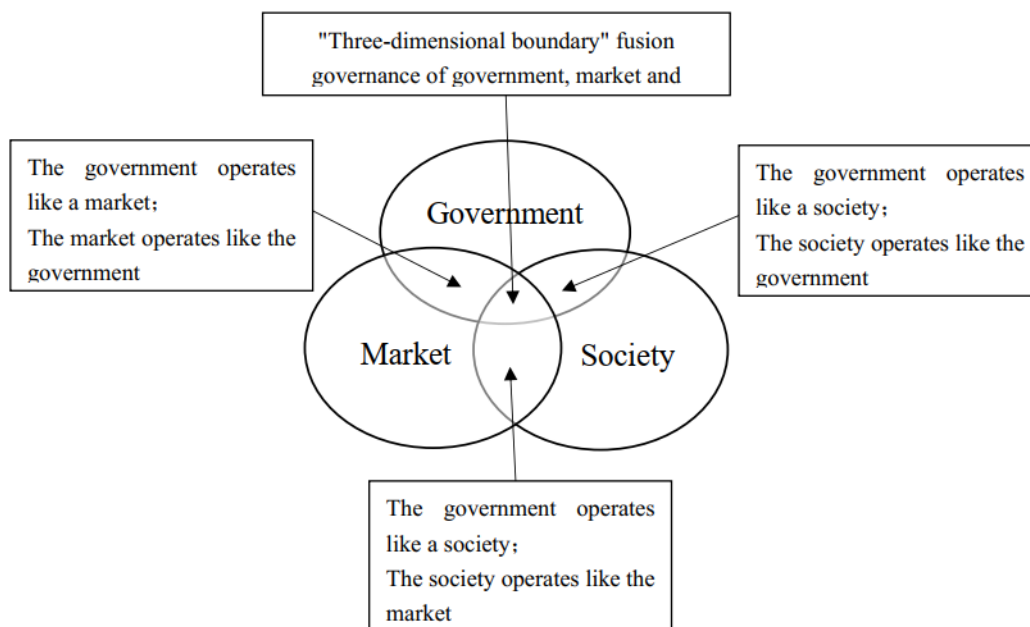 "Three-dimensional boundary" fusion
governance of government, market and
The government operates
like a market；
The market operates like the
government
The government operates
like a society；
The society operates like the
government
Government
Market
Society
The government operates
like a society；
The society operates like the
market